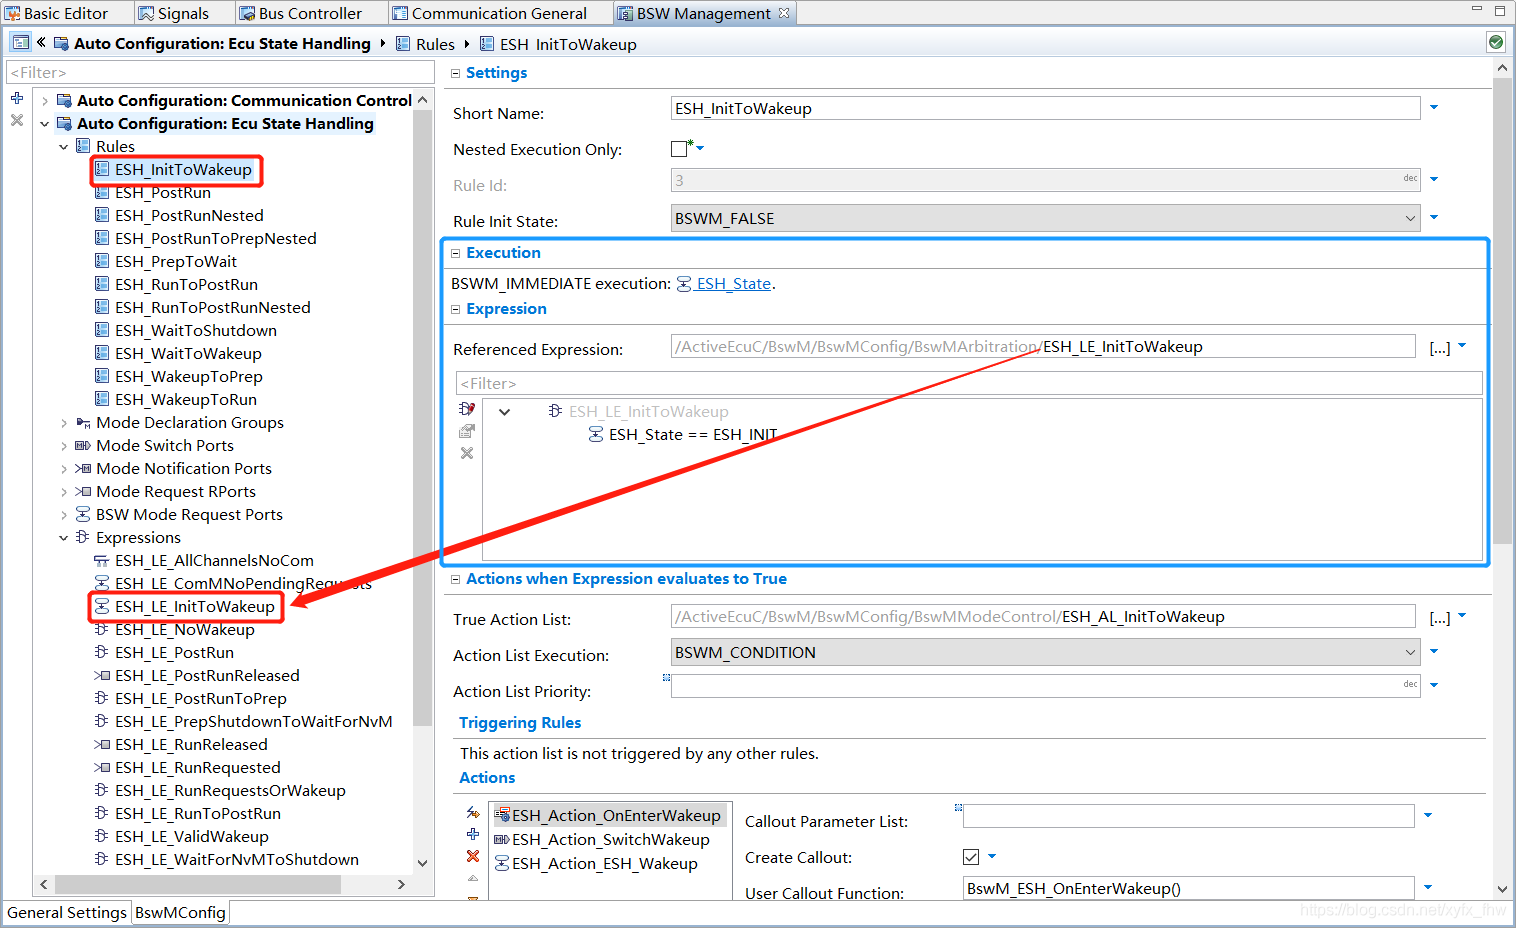 Basic Editor
Signals
Bus Controller
Communication General
BSW Management
Auto Configuration: Ecu State Handling
Rules
ESH_InitToWakeup
<Filter>
Auto Configuration: Communication Control
Auto Configuration: Ecu State Handling
Rules
ESH_InitToWakeup
ESH_PostRun
ESH_PostRunNested
ESH_PostRunToPrepNested
ESH_PrepToWait
ESH_RunToPostRun
ESH_RunToPostRunNested
ESH_WaitToShutdown
ESH_WaitToWakeup
ESH_WakeupToPrep
ESH_WakeupToRun
Mode Declaration Groups
Mode Switch Ports
Mode Notification Ports
Mode Request RPorts
BSW Mode Request Ports
Expressions
ESH_LE_AllChannelsNoCom
ESH_LE_ComMNoPendingRequests
ESH_LE_InitToWakeup
ESH_LE_NoWakeup
ESH_LE_PostRun
ESH_LE_PostRunReleased
ESH_LE_PostRunToPrep
ESH_LE_PrepShutdownToWaitForNvM
ESH_LE_RunReleased
ESH_LE_RunRequested
ESH_LE_RunRequestsOrWakeup
ESH_LE_RunToPostRun
ESH_LE_ValidWakeup
ESH_LE_WaitForNvMToShutdown
General Settings
BswMConfig
Settings
Short Name:
ESH_InitToWakeup
Nested Execution Only:
Rule Id:
3
dec
Rule Init State:
BSWM_FALSE
Execution
BSWM_IMMEDIATE execution: ESH_State.
Expression
Referenced Expression:
/ActiveEcuC/BswM/BswMConfig/BswMArbitration/ESH_LE_InitToWakeup
[...]
<Filter>
ESH_LE_InitToWakeup
ESH_State == ESH_INIT
Actions when Expression evaluates to True
True Action List:
/ActiveEcuC/BswM/BswMConfig/BswMModeControl/ESH_AL_InitToWakeup
[...]
Action List Execution:
BSWM_CONDITION
Action List Priority:
dec
Triggering Rules
This action list is not triggered by any other rules.
Actions
ESH_Action_OnEnterWakeup
ESH_Action_SwitchWakeup
ESH_Action_ESH_Wakeup
Callout Parameter List:
Create Callout:
User Callout Function:
BswM_ESH_OnEnterWakeup()
https://blog.csdn.net/xyfx_fhw